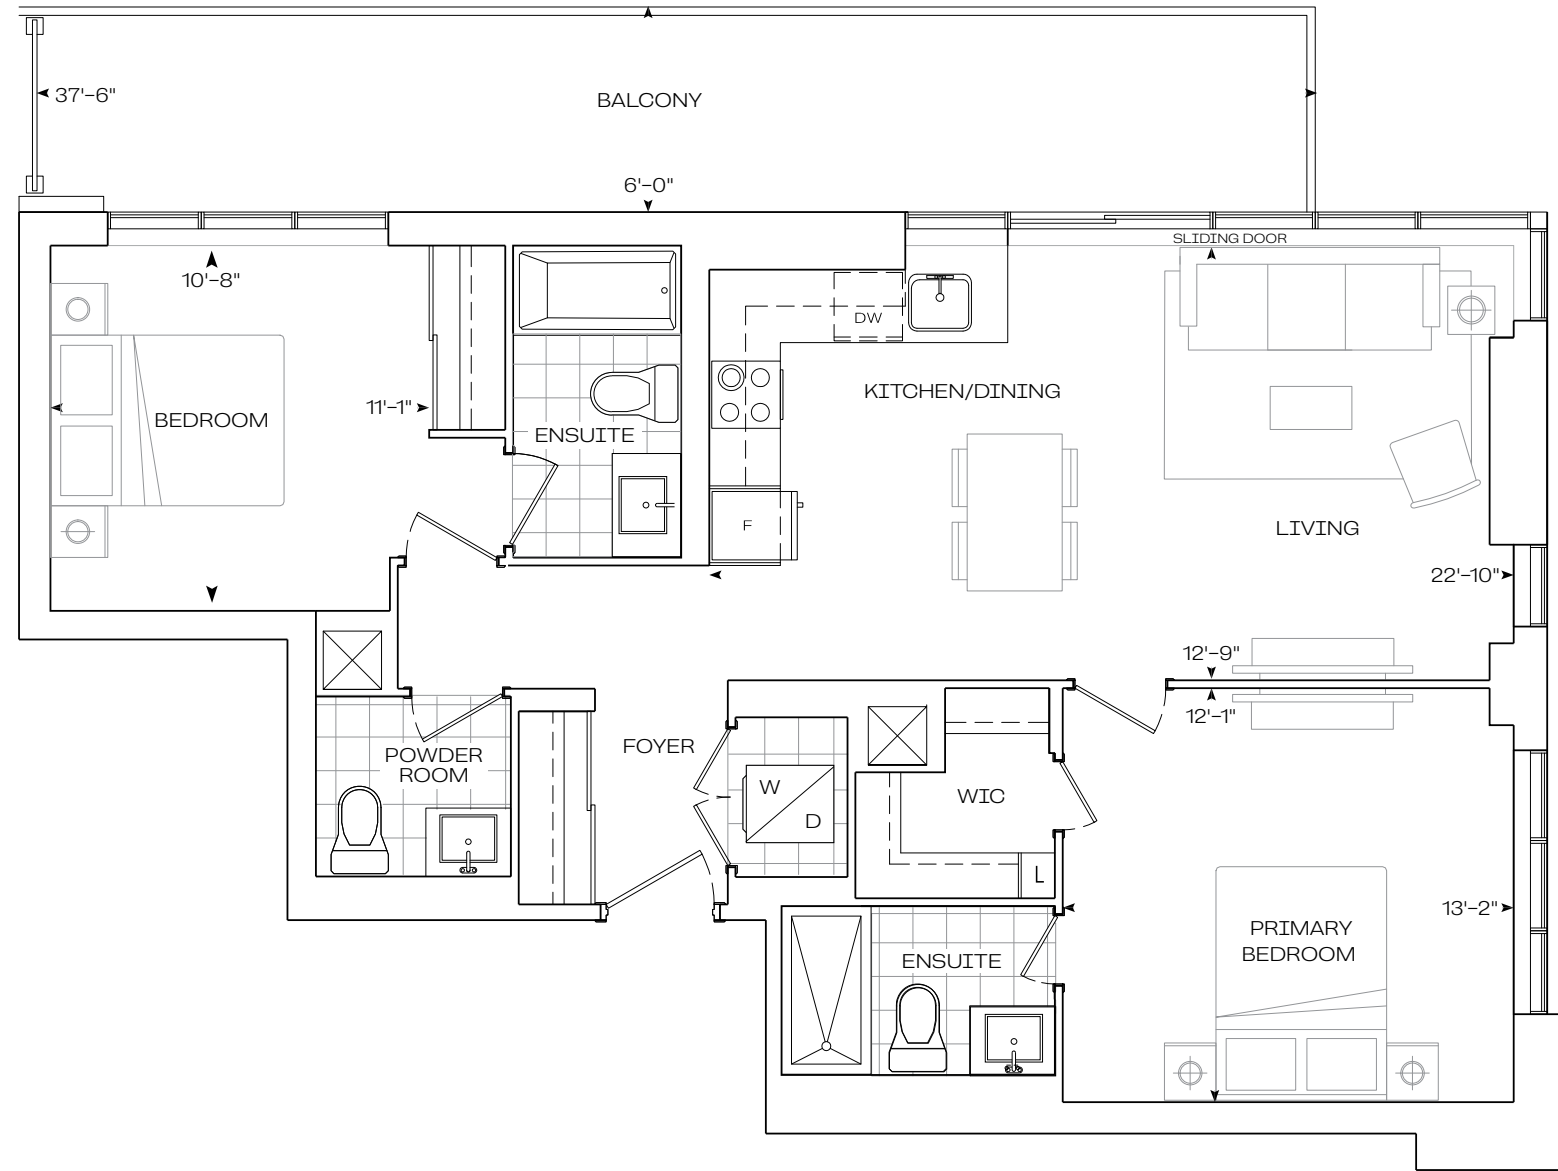 37'-6"
BALCONY
6'-0"
SLIDING DOOR
10'-8"
DW
KITCHEN/DINING
11'-1"
BEDROOM
ENSUITE
F
LIVING
22'-10"
12'-9"
12'-1"
FOYER
POWDER
ROOM
W
D
WIC
L
13'-2"
PRIMARY
BEDROOM
ENSUITE